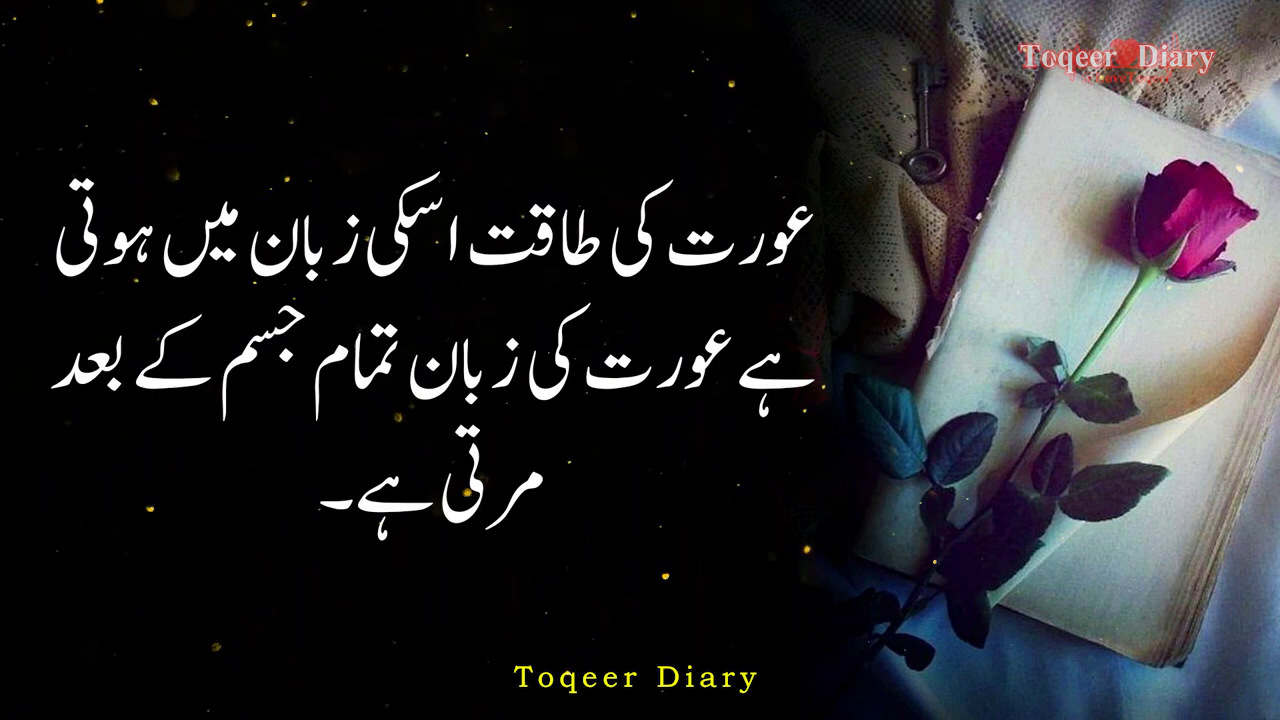 Toqeer Diary
عورت کی طاقت اسکی زبان میں ہوتی
ہے عورت کی زبان تمام جسم کے بعد
مرتی ہے۔
Toqeer Diary